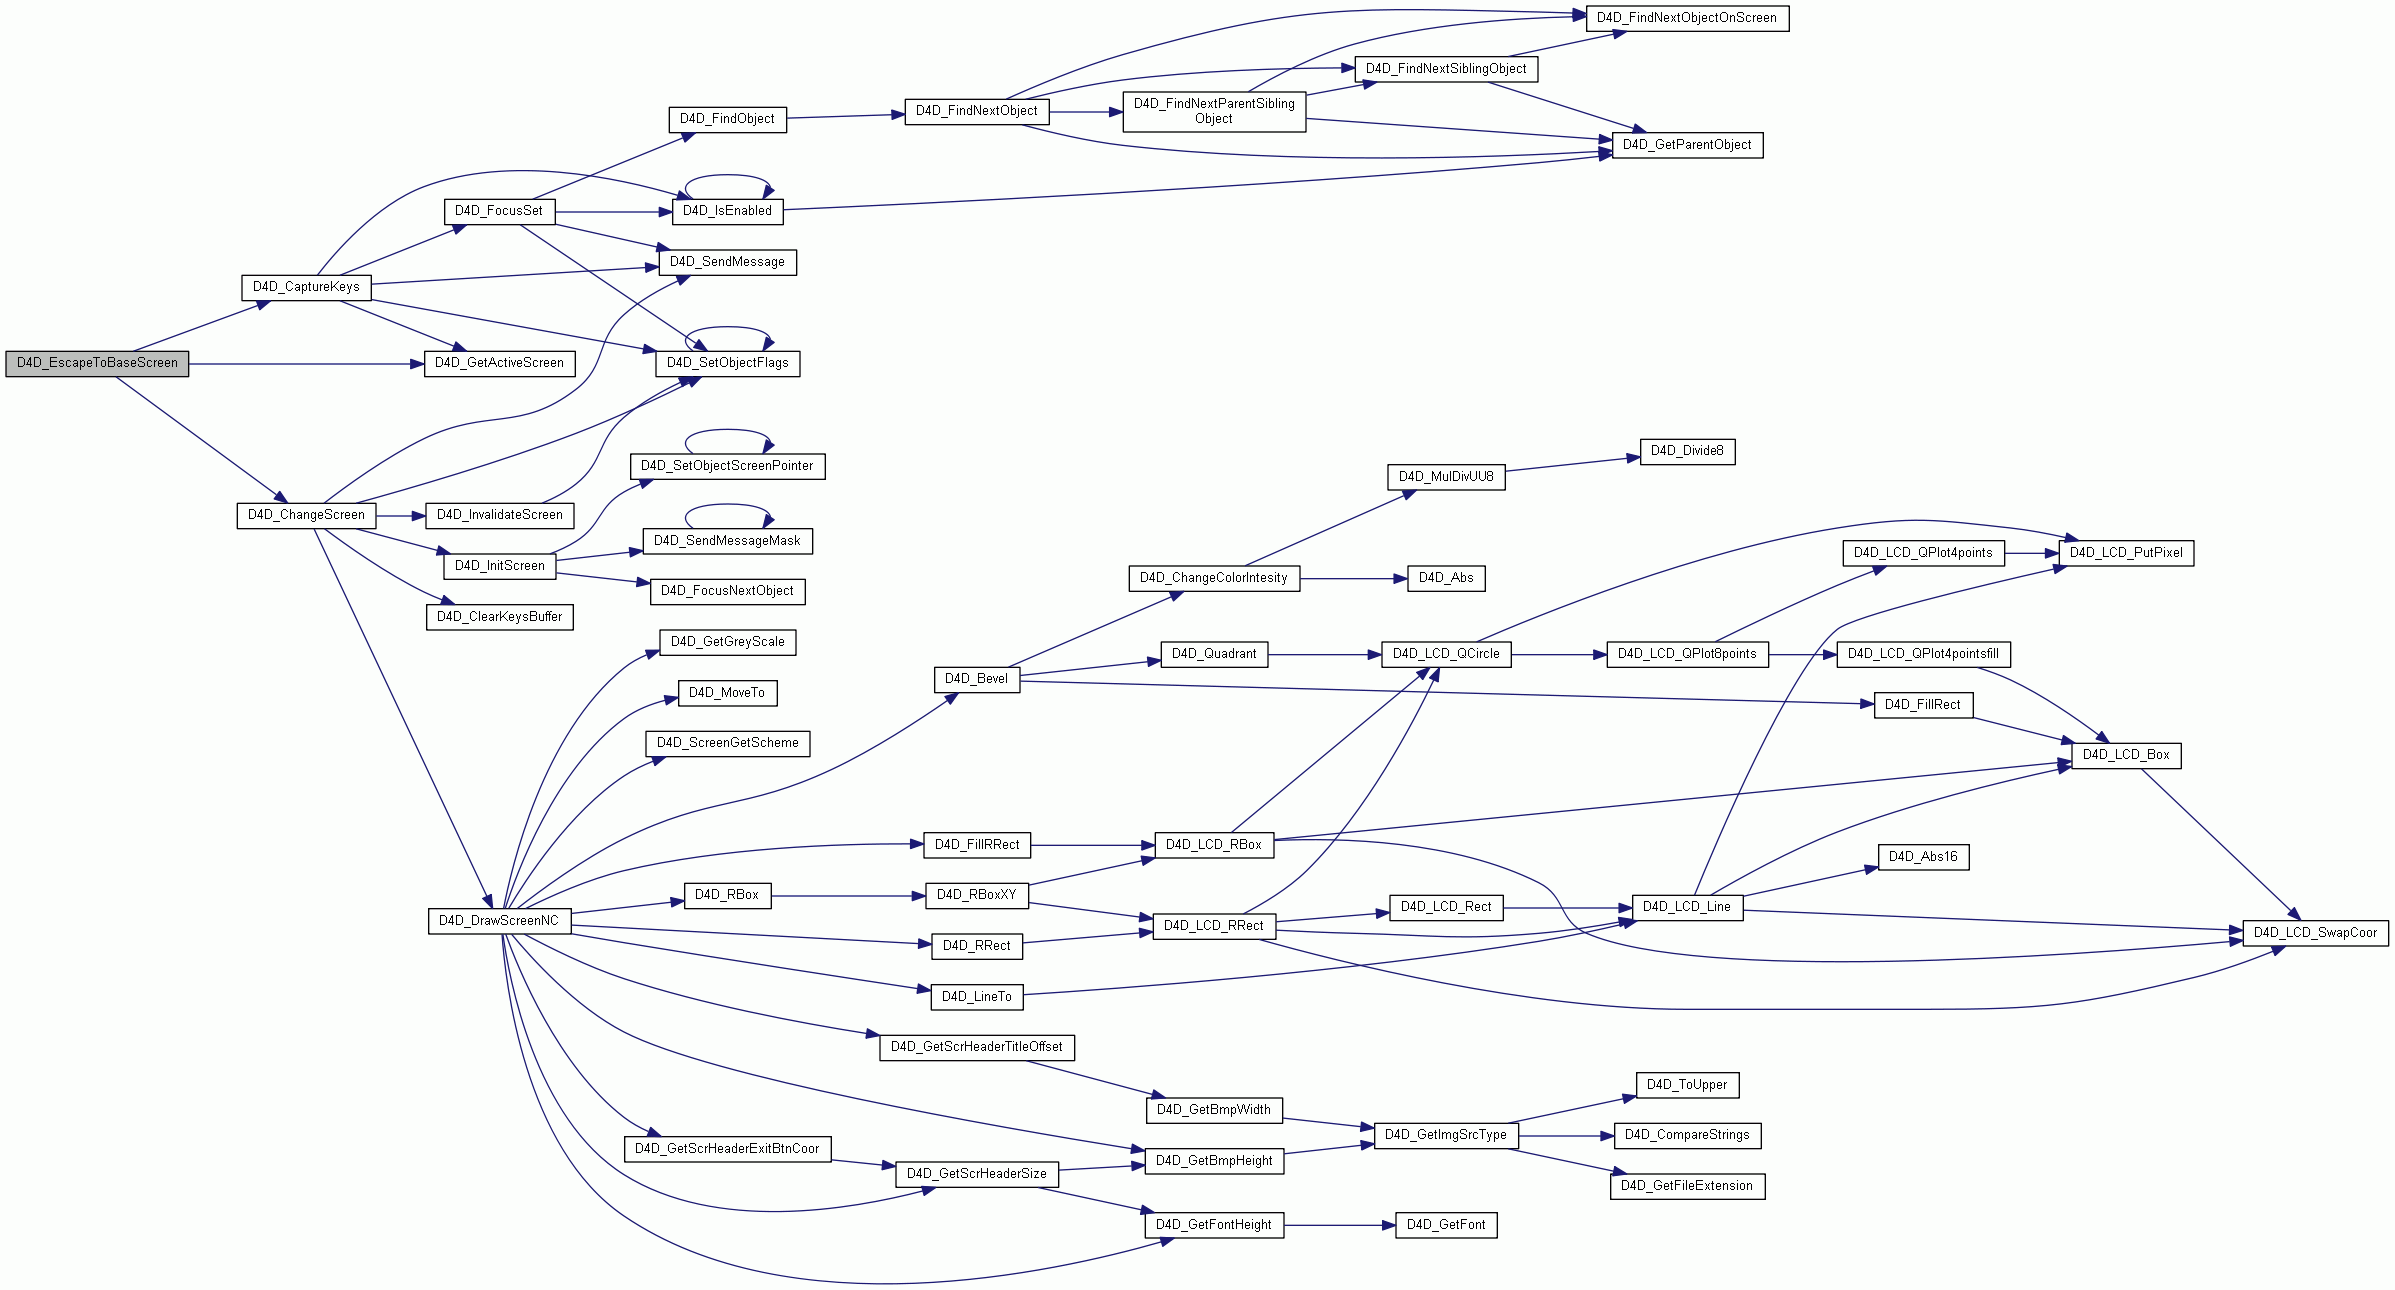 D4D_EscapeToBaseScreen
D4D_CaptureKeys
D4D_ChangeScreen
D4D_FocusSet
D4D_GetActiveScreen
D4D_InvalidateScreen
D4D_InitScreen
D4D_ClearKeysBuffer
D4D_DrawScreenNC
D4D_FindObject
D4D_IsEnabled
D4D_SendMessage
D4D_SetObjectFlags
D4D_SetObjectScreenPointer
D4D_SendMessageMask
D4D_FocusNextObject
D4D_GetGreyScale
D4D_MoveTo
D4D_ScreenGetScheme
D4D_RBox
D4D_GetScrHeaderExitBtnCoor
D4D_FindNextObject
D4D_Bevel
D4D_FillRRect
D4D_RBoxXY
D4D_RRect
D4D_LineTo
D4D_GetScrHeaderTitleOffset
D4D_GetScrHeaderSize
D4D_FindNextParentSibling
Object
D4D_ChangeColorIntesity
D4D_Quadrant
D4D_LCD_RBox
D4D_LCD_RRect
D4D_GetBmpWidth
D4D_GetBmpHeight
D4D_GetFontHeight
D4D_FindNextSiblingObject
D4D_MulDivUU8
D4D_Abs
D4D_LCD_QCircle
D4D_LCD_Rect
D4D_GetImgSrcType
D4D_GetFont
D4D_FindNextObjectOnScreen
D4D_GetParentObject
D4D_Divide8
D4D_LCD_QPlot8points
D4D_LCD_Line
D4D_ToUpper
D4D_CompareStrings
D4D_GetFileExtension
D4D_LCD_QPlot4points
D4D_LCD_QPlot4pointsfill
D4D_FillRect
D4D_Abs16
D4D_LCD_PutPixel
D4D_LCD_Box
D4D_LCD_SwapCoor